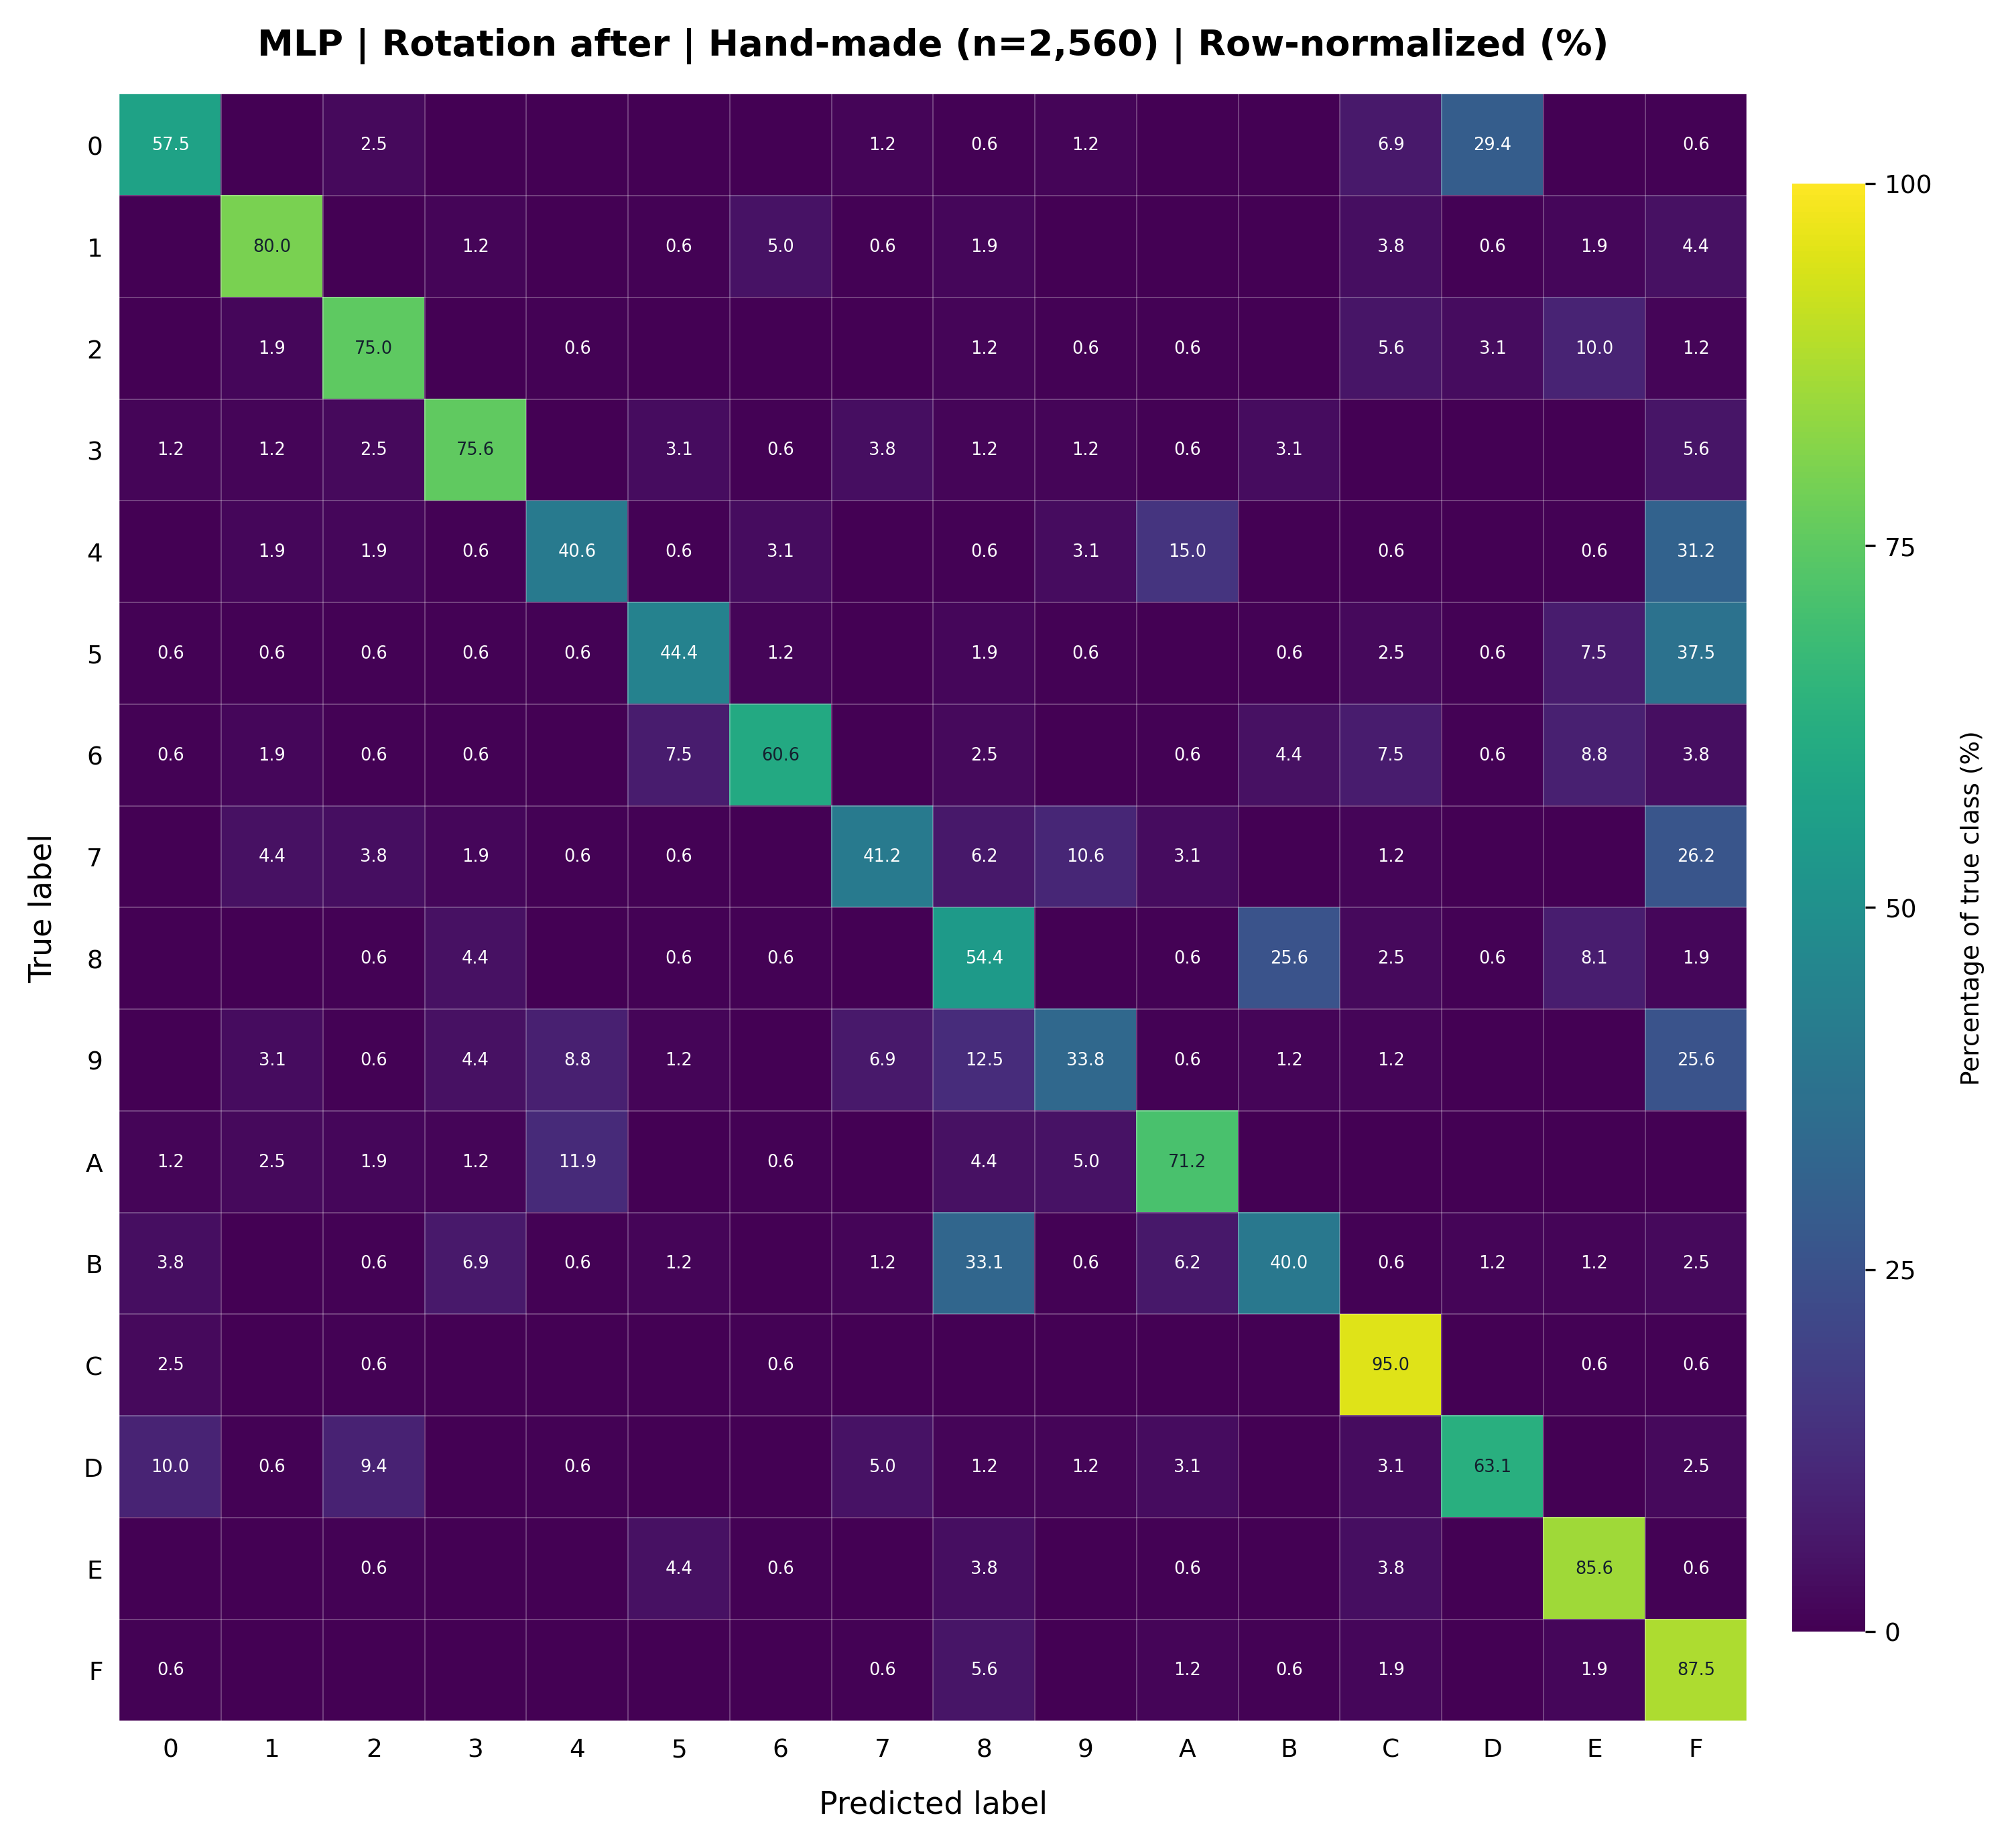 MLP | Rotation after | Hand-made (n=2,560) | Row-normalized (%)
0 57.5 2.5 1.2 0.6 1.2 6.9 29.4 0.6
1 80.0 1.2 0.6 5.0 0.6 1.9 3.8 0.6 1.9 4.4
2 1.9 75.0 0.6 1.2 0.6 0.6 5.6 3.1 10.0 1.2
3 1.2 1.2 2.5 75.6 3.1 0.6 3.8 1.2 1.2 0.6 3.1 5.6
4 1.9 1.9 0.6 40.6 0.6 3.1 0.6 3.1 15.0 0.6 0.6 31.2
5 0.6 0.6 0.6 0.6 0.6 44.4 1.2 1.9 0.6 0.6 2.5 0.6 7.5 37.5
6 0.6 1.9 0.6 0.6 7.5 60.6 2.5 0.6 4.4 7.5 0.6 8.8 3.8
7 4.4 3.8 1.9 0.6 0.6 41.2 6.2 10.6 3.1 1.2 26.2
8 0.6 4.4 0.6 0.6 54.4 0.6 25.6 2.5 0.6 8.1 1.9
9 3.1 0.6 4.4 8.8 1.2 6.9 12.5 33.8 0.6 1.2 1.2 25.6
A 1.2 2.5 1.9 1.2 11.9 0.6 4.4 5.0 71.2
B 3.8 0.6 6.9 0.6 1.2 1.2 33.1 0.6 6.2 40.0 0.6 1.2 1.2 2.5
C 2.5 0.6 0.6 95.0 0.6 0.6
D 10.0 0.6 9.4 0.6 5.0 1.2 1.2 3.1 3.1 63.1 2.5
E 0.6 4.4 0.6 3.8 0.6 3.8 85.6 0.6
F 0.6 0.6 5.6 1.2 0.6 1.9 1.9 87.5
0 1 2 3 4 5 6 7 8 9 A B C D E F
Predicted label
True label
100
75
50
25
0
Percentage of true class (%)